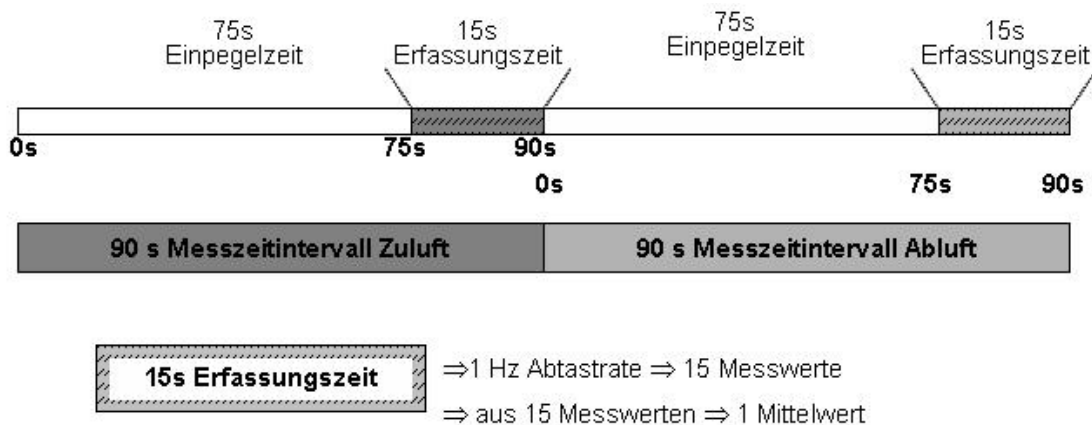 75s
Einpegelzeit
15s
Erfassungszeit
75s
Einpegelzeit
15s
Erfassungszeit
0s
75s
90s
0s
75s
90s
90 s Messzeitintervall Zuluft
90 s Messzeitintervall Abluft
15s Erfassungszeit
⇒1 Hz Abtastrate ⇒ 15 Messwerte
⇒ aus 15 Messwerten ⇒ 1 Mittelwert